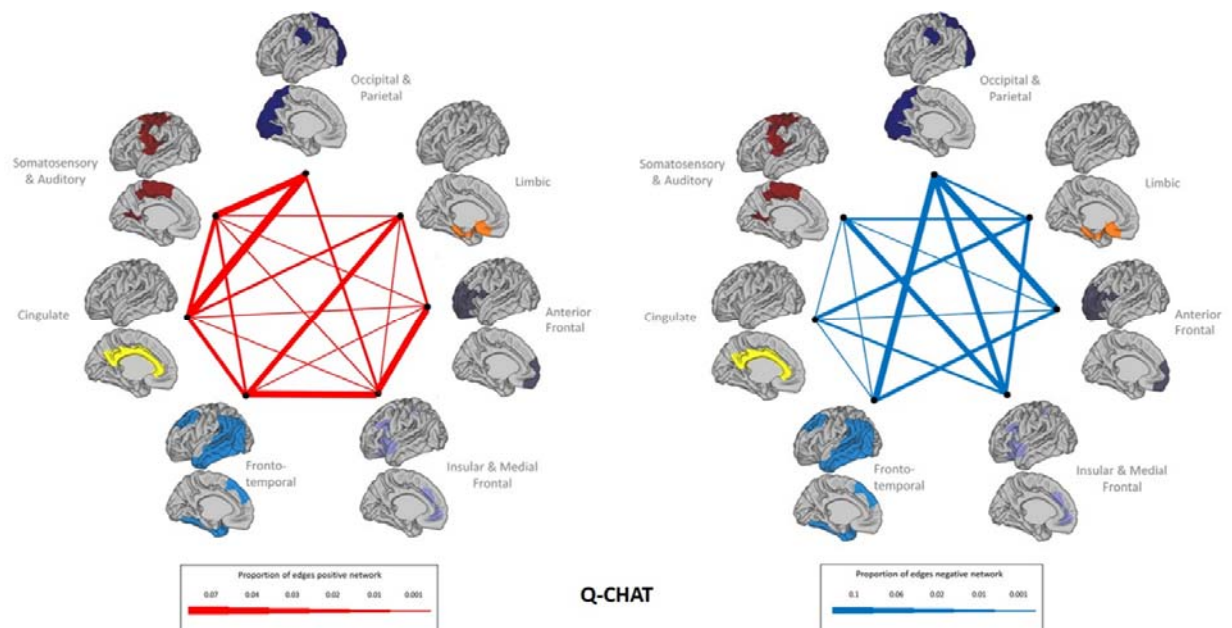 Occipital &
Parietal
Somatosensory
& Auditory
Limbic
Cingulate
Anterior
Frontal
Fronto-
temporal
Insular & Medial
Frontal
Proportion of edges positive network
0.07 0.04 0.03 0.02 0.01 0.001
Q-CHAT
Occipital &
Parietal
Somatosensory
& Auditory
Limbic
Cingulate
Anterior
Frontal
Fronto-
temporal
Insular & Medial
Frontal
Proportion of edges negative network
0.1 0.06 0.02 0.01 0.001